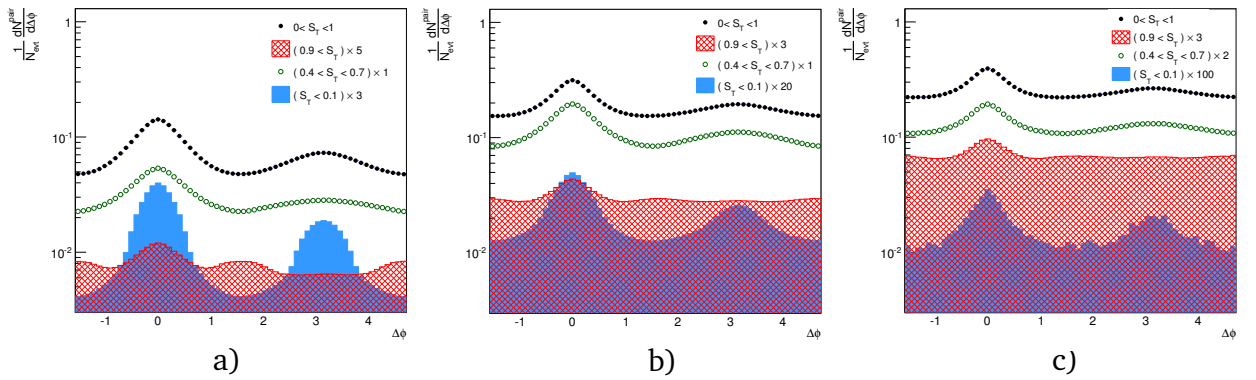 1/N_evt dN^pair/dΔϕ
1
10^-1
10^-2
0< S_T <1
(0.9 < S_T) × 5
(0.4 < S_T < 0.7) × 1
(S_T < 0.1) × 3
-1 0 1 2 3 4
Δϕ
a)
1/N_evt dN^pair/dΔϕ
1
10^-1
10^-2
0< S_T <1
(0.9 < S_T) × 3
(0.4 < S_T < 0.7) × 1
(S_T < 0.1) × 20
-1 0 1 2 3 4
Δϕ
b)
1/N_evt dN^pair/dΔϕ
1
10^-1
10^-2
0< S_T <1
(0.9 < S_T) × 3
(0.4 < S_T < 0.7) × 2
(S_T < 0.1) × 100
-1 0 1 2 3 4
Δϕ
c)